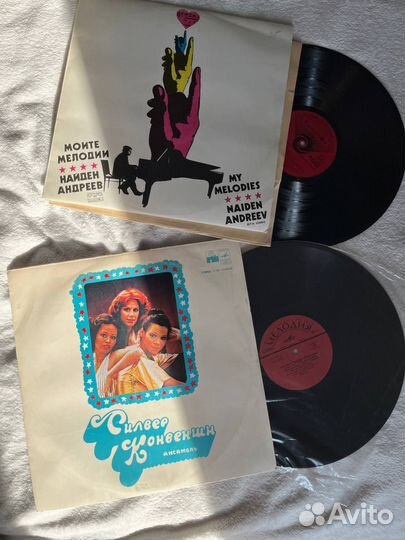 МОИТЕ
МЕЛОДИИ
★★★★
НАЙДЕН
АНДРЕЕВ
MY
MELODIES
★★★★
NAIDEN
ANDREEV
Силвер
Конвеншн
АНСАМБЛЬ
МЕЛОДИЯ
Avito